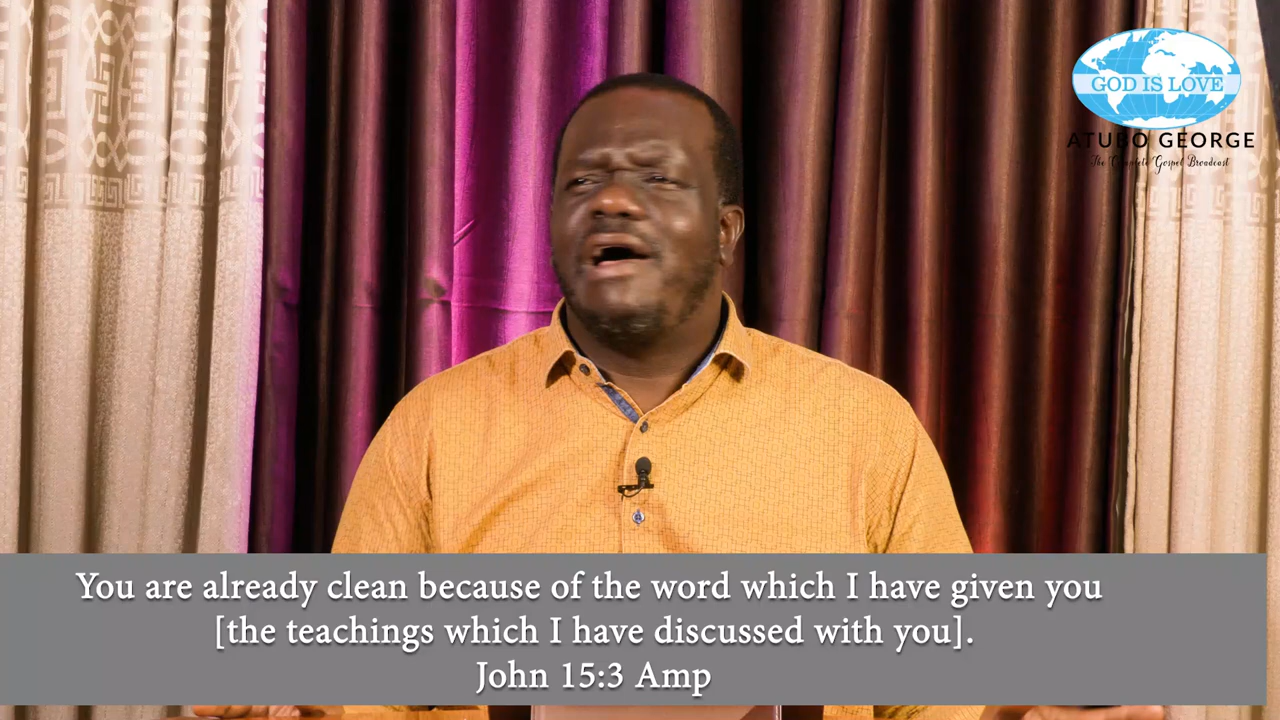 GOD IS LOVE
ATUBO GEORGE
The Complete Gospel Broadcast
You are already clean because of the word which I have given you
[the teachings which I have discussed with you].
John 15:3 Amp